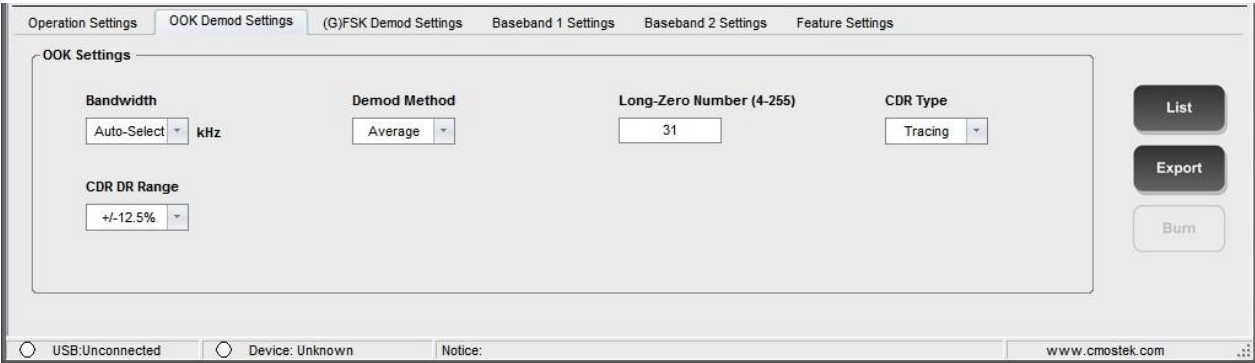 Operation Settings OOK Demod Settings (G)FSK Demod Settings Baseband 1 Settings Baseband 2 Settings Feature Settings
OOK Settings
Bandwidth Demod Method Long-Zero Number (4-255) CDR Type
Auto-Select kHz Average 31 Tracing
CDR DR Range
+/-12.5%
List
Export
Burn
USB:Unconnected Device: Unknown Notice: www.cmostek.com